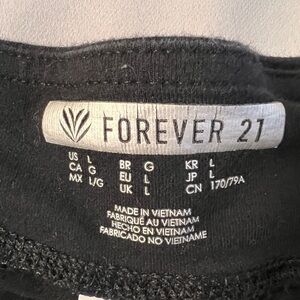 FOREVER 21
US L BR G KR L
CA G EU L JP L
MX L/G UK L CN 170/79A
MADE IN VIETNAM
FABRIQUÉ AU VIETNAM
HECHO EN VIETNAM
FABRICADO NO VIETNAME